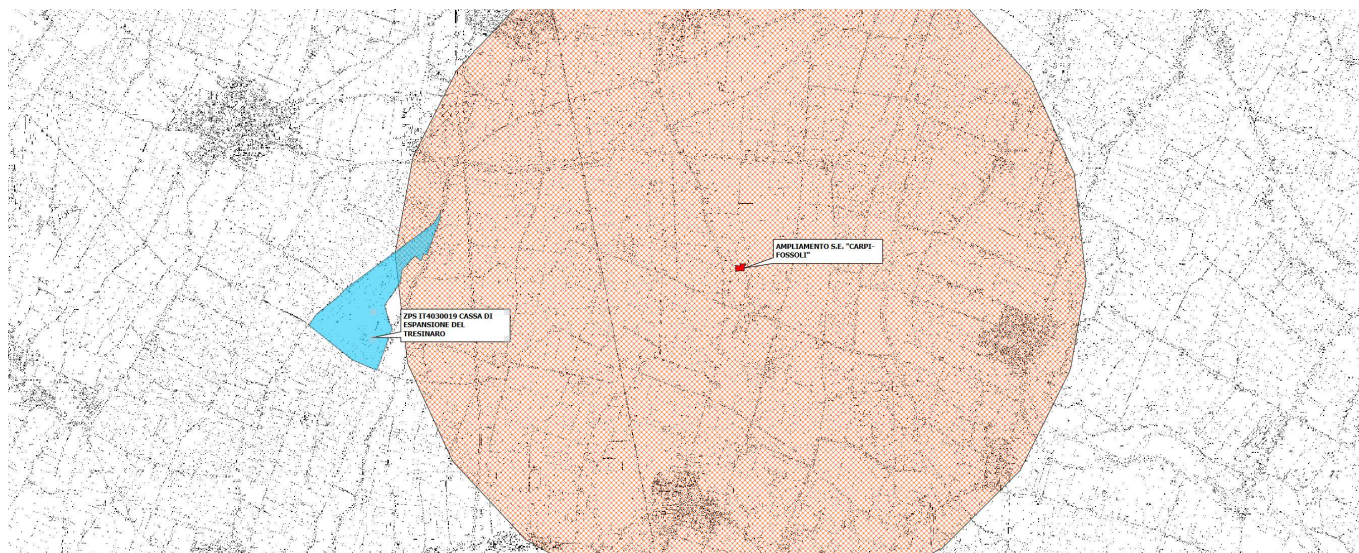 AMPLIAMENTO S.E. "CARPI-
FOSSOLI"
ZPS IT4030019 CASSA DI
ESPANSIONE DEL
TRESINARO